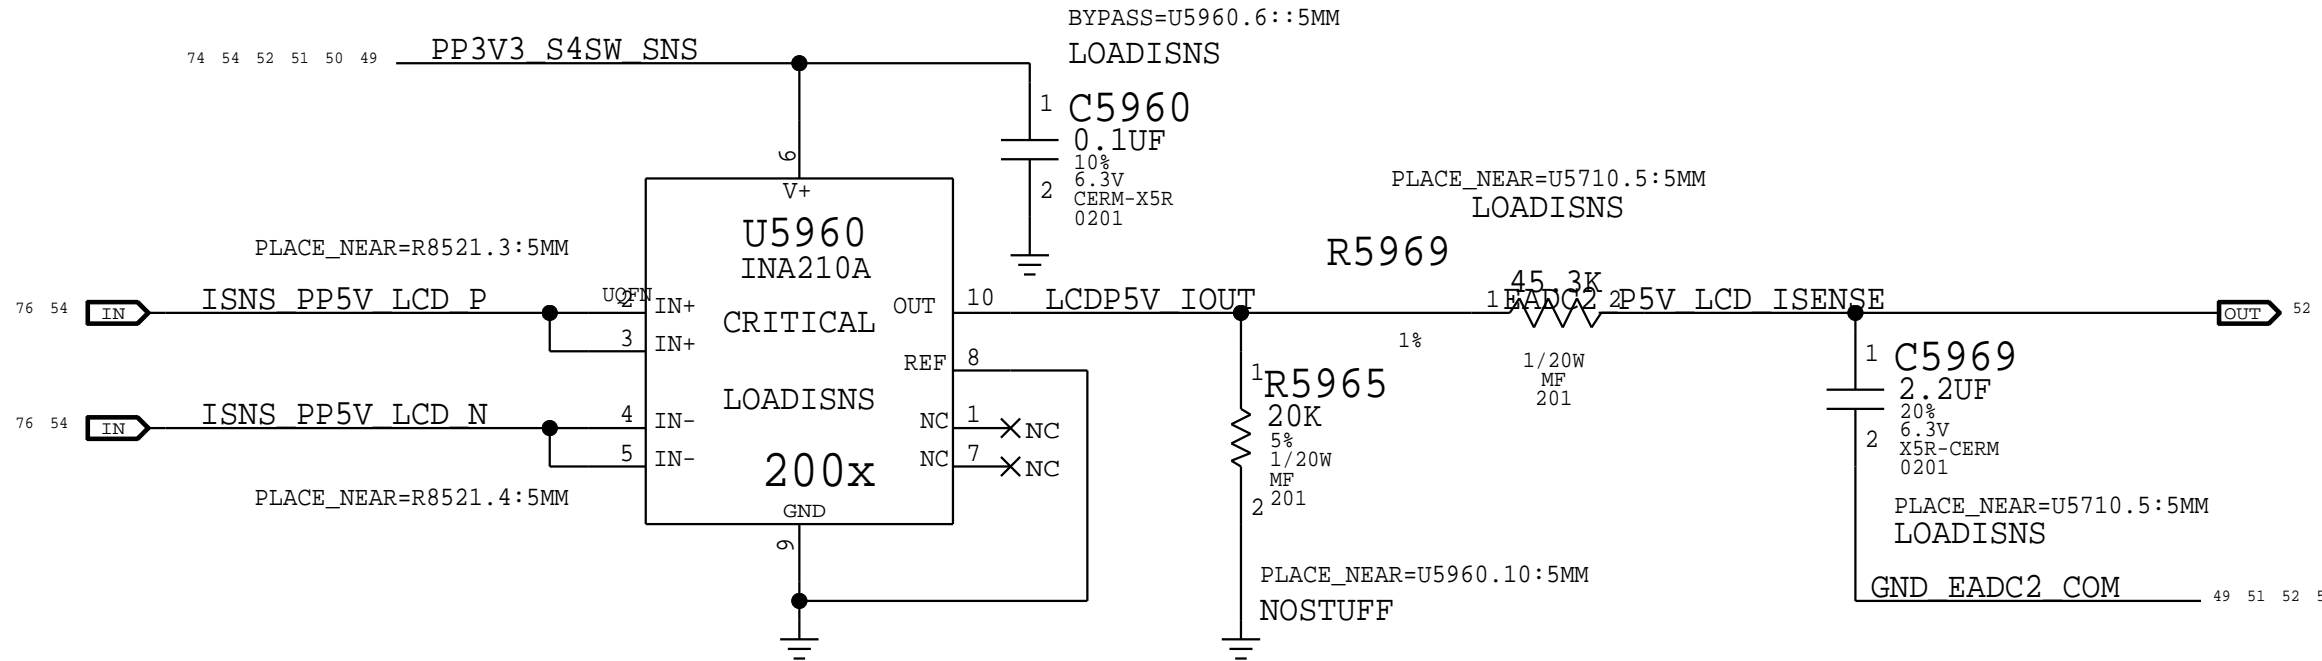 BYPASS=U5960.6::5MM
LOADISNS
74 54 52 51 50 49
PP3V3_S4SW_SNS
1
C5960
0.1UF
10%
6.3V
CERM-X5R
0201
2
6
V+
U5960
INA210A
UQFN
CRITICAL
LOADISNS
200x
GND
9
PLACE_NEAR=R8521.3:5MM
76 54
IN
ISNS_PP5V_LCD_P
2
IN+
3
IN+
76 54
IN
ISNS_PP5V_LCD_N
4
IN-
5
IN-
PLACE_NEAR=R8521.4:5MM
OUT
10
LCDP5V_IOUT
REF
8
NC
1
NC
NC
7
NC
PLACE_NEAR=U5710.5:5MM
LOADISNS
R5969
45.3K
1
2
1%
1/20W
MF
201
EADC2_P5V_LCD_ISENSE
OUT
52
1
R5965
20K
5%
1/20W
MF
201
2
PLACE_NEAR=U5960.10:5MM
NOSTUFF
1
C5969
2.2UF
20%
6.3V
X5R-CERM
0201
2
PLACE_NEAR=U5710.5:5MM
LOADISNS
GND_EADC2_COM
49 51 52 5